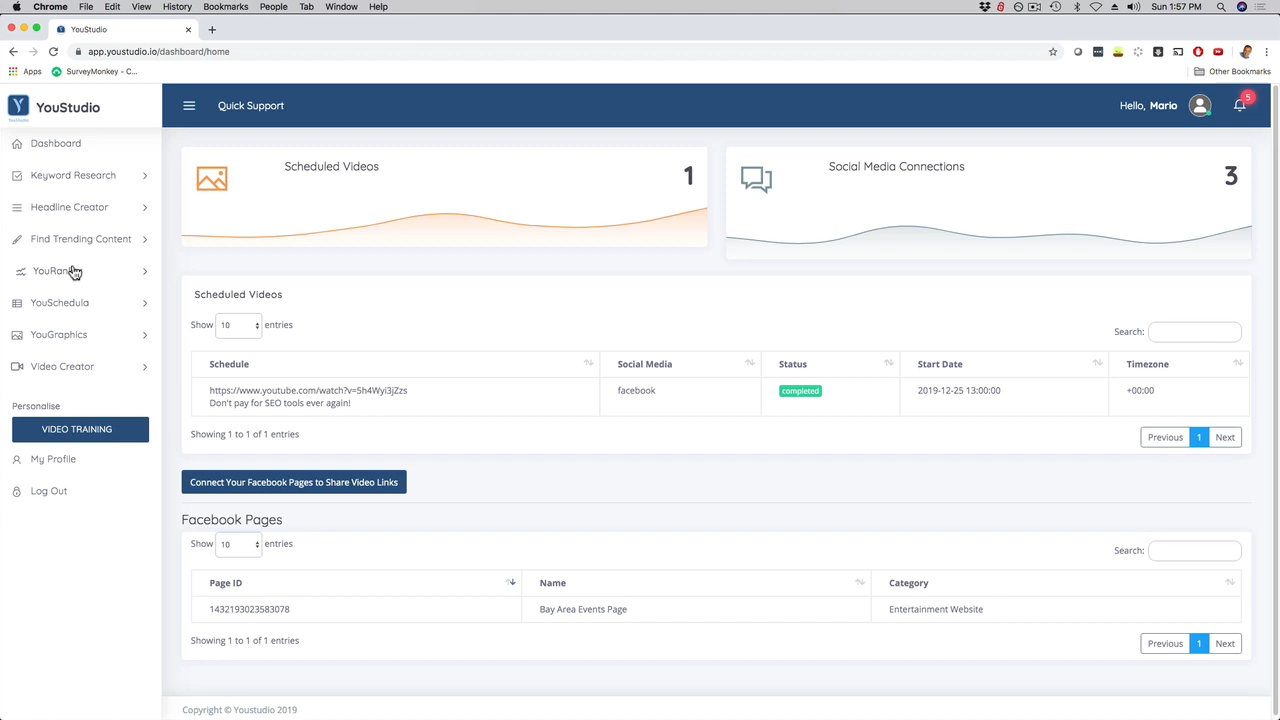 Chrome File Edit View History Bookmarks People Tab Window Help Sun 1:57 PM
YouStudio
app.youstudio.io/dashboard/home
Apps SurveyMonkey - C... Other Bookmarks
YouStudio
Quick Support
Hello, Mario
5
Dashboard
Keyword Research
Headline Creator
Find Trending Content
YouSchedula
YouGraphics
Video Creator
Personalise
VIDEO TRAINING
My Profile
Log Out
Scheduled Videos 1
Social Media Connections 3
Scheduled Videos
Show 10 entries
Search:
Schedule Social Media Status Start Date Timezone
https://www.youtube.com/watch?v=5h4Wyi3jZzs facebook completed 2019-12-25 13:00:00 +00:00
Don't pay for SEO tools ever again!
Showing 1 to 1 of 1 entries
Previous 1 Next
Connect Your Facebook Pages to Share Video Links
Facebook Pages
Show 10 entries
Search:
Page ID Name Category
1432193023583078 Bay Area Events Page Entertainment Website
Showing 1 to 1 of 1 entries
Previous 1 Next
Copyright © Youstudio 2019